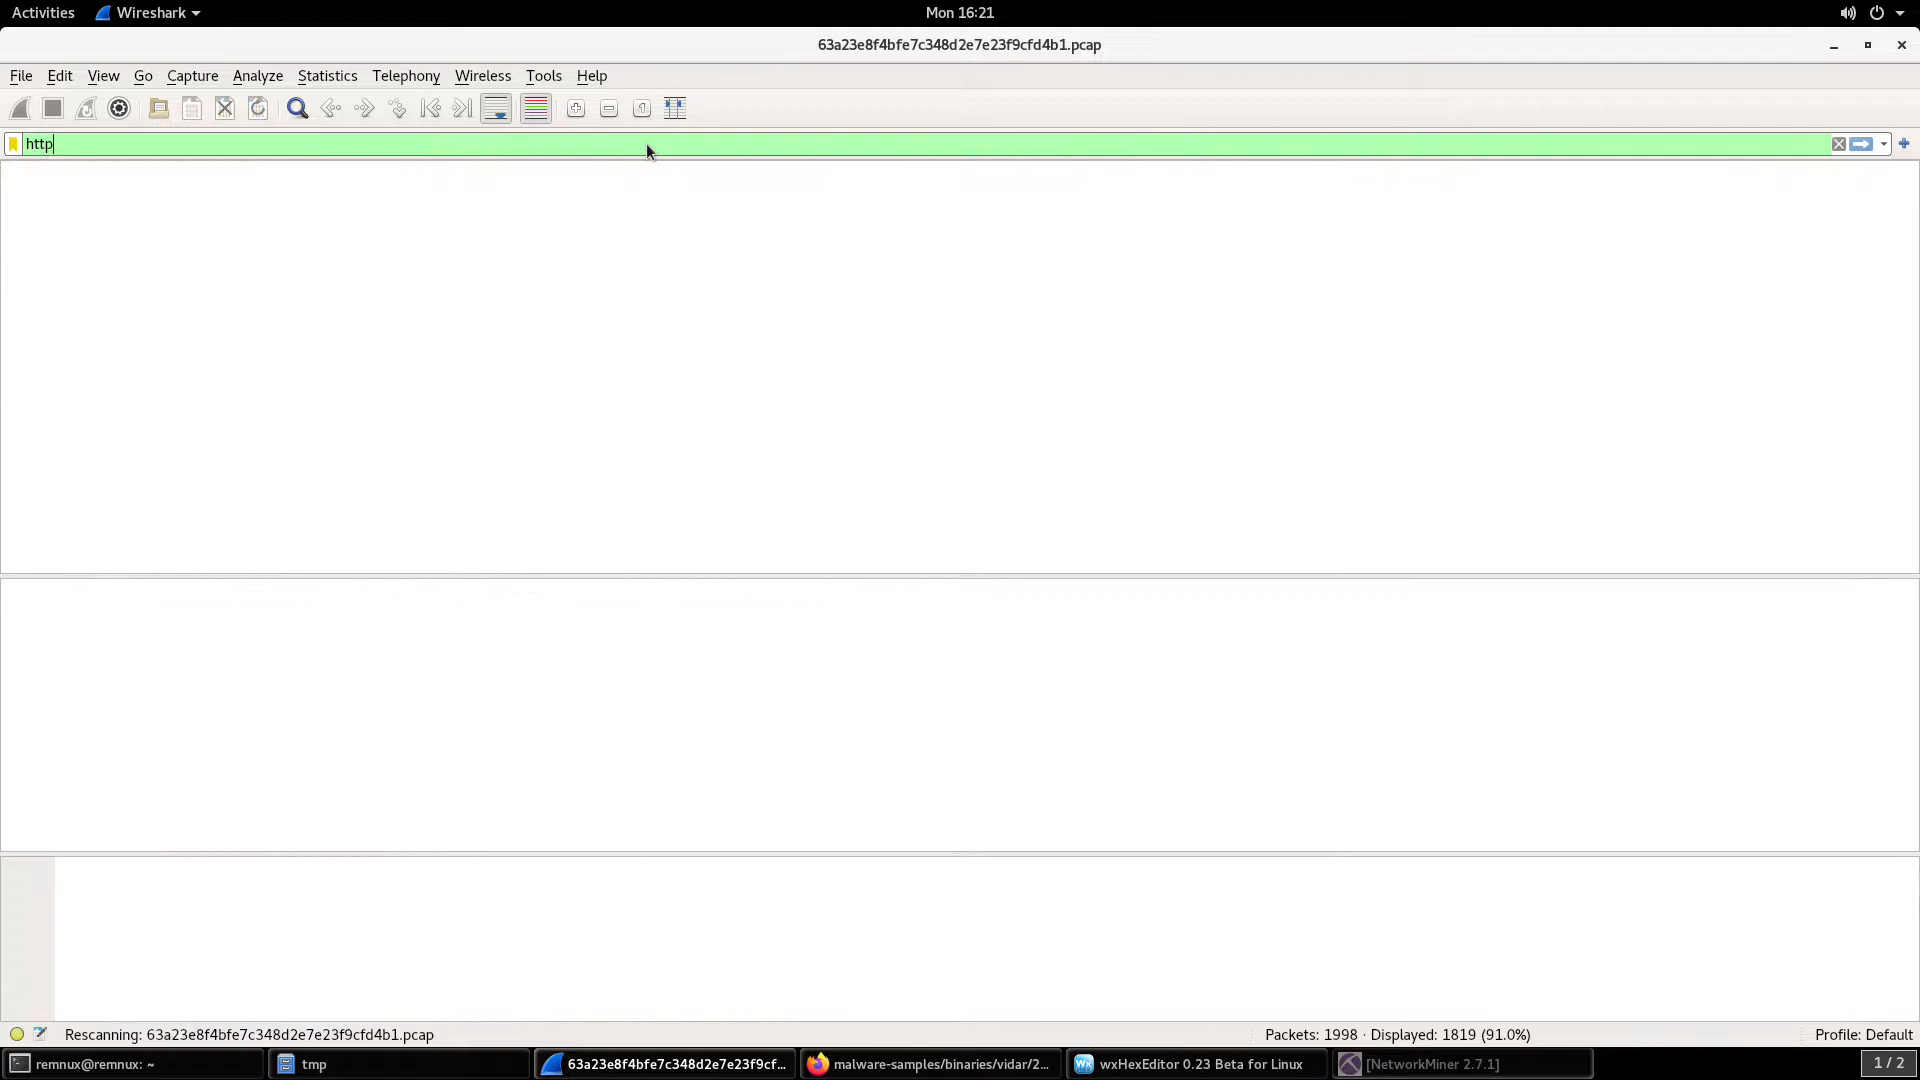 Activities Wireshark Mon 16:21
63a23e8f4bfe7c348d2e7e23f9cfd4b1.pcap
File Edit View Go Capture Analyze Statistics Telephony Wireless Tools Help
http
Rescanning: 63a23e8f4bfe7c348d2e7e23f9cfd4b1.pcap Packets: 1998 · Displayed: 1819 (91.0%) Profile: Default
remnux@remnux: ~ tmp 63a23e8f4bfe7c348d2e7e23f9cf... malware-samples/binaries/vidar/2... wxHexEditor 0.23 Beta for Linux [NetworkMiner 2.7.1] 1 / 2